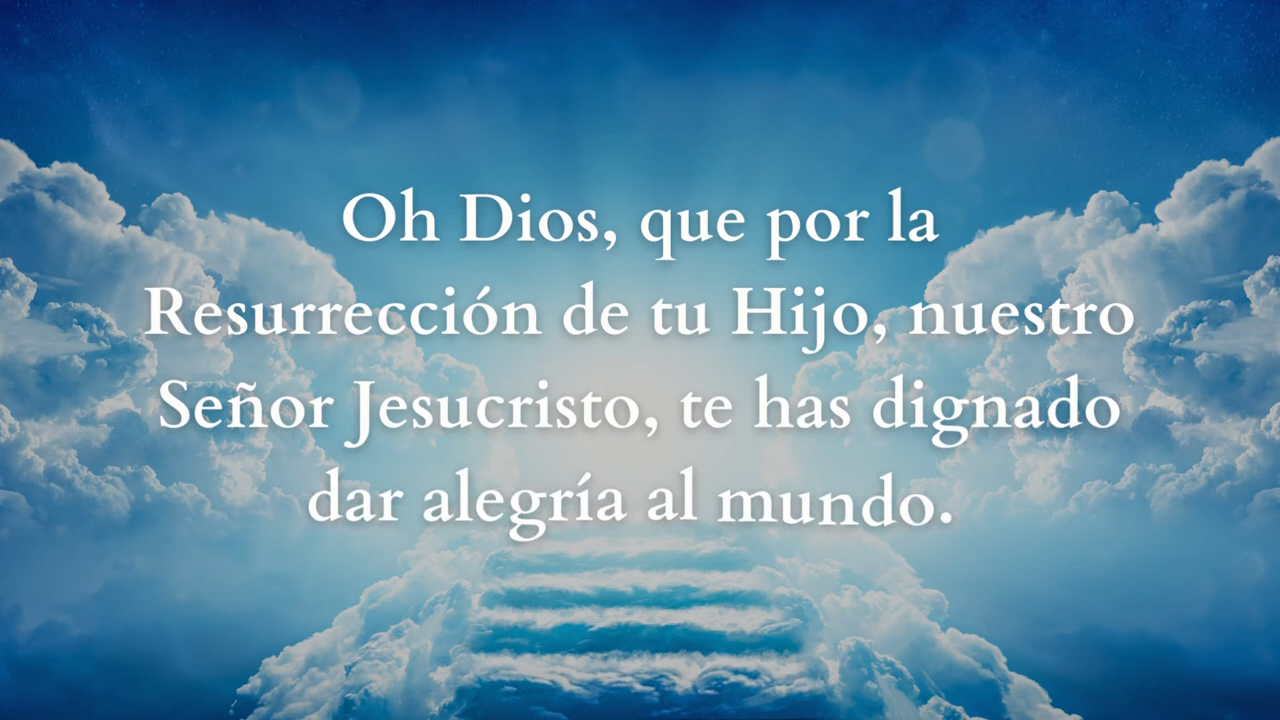 Oh Dios, que por la
Resurrección de tu Hijo, nuestro
Señor Jesucristo, te has dignado
dar alegría al mundo.